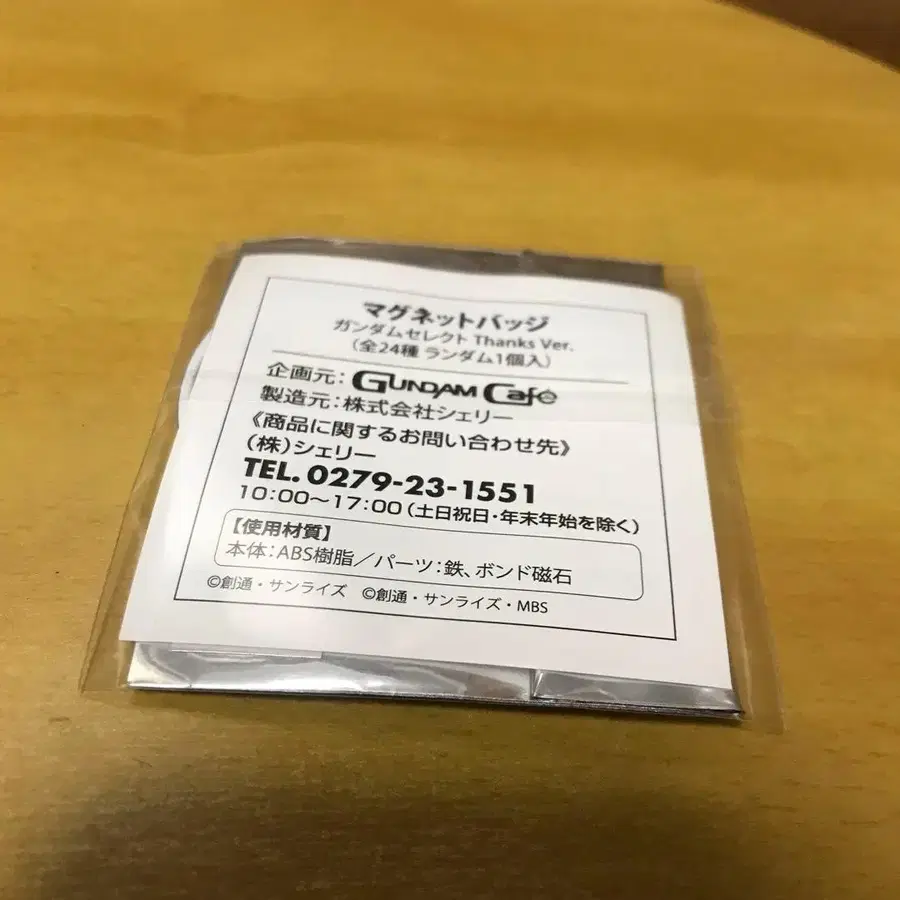 マグネットバッジ
ガンダムセレクト Thanks Ver.
（全24種 ランダム1個入）
企画元：GUNDAM Café
製造元：株式会社シェリー
《商品に関するお問い合わせ先》
（株）シェリー
TEL. 0279-23-1551
10：00～17：00（土日祝日・年末年始を除く）
【使用材質】
本体：ABS樹脂／パーツ：鉄、ボンド磁石
©創通・サンライズ ©創通・サンライズ・MBS